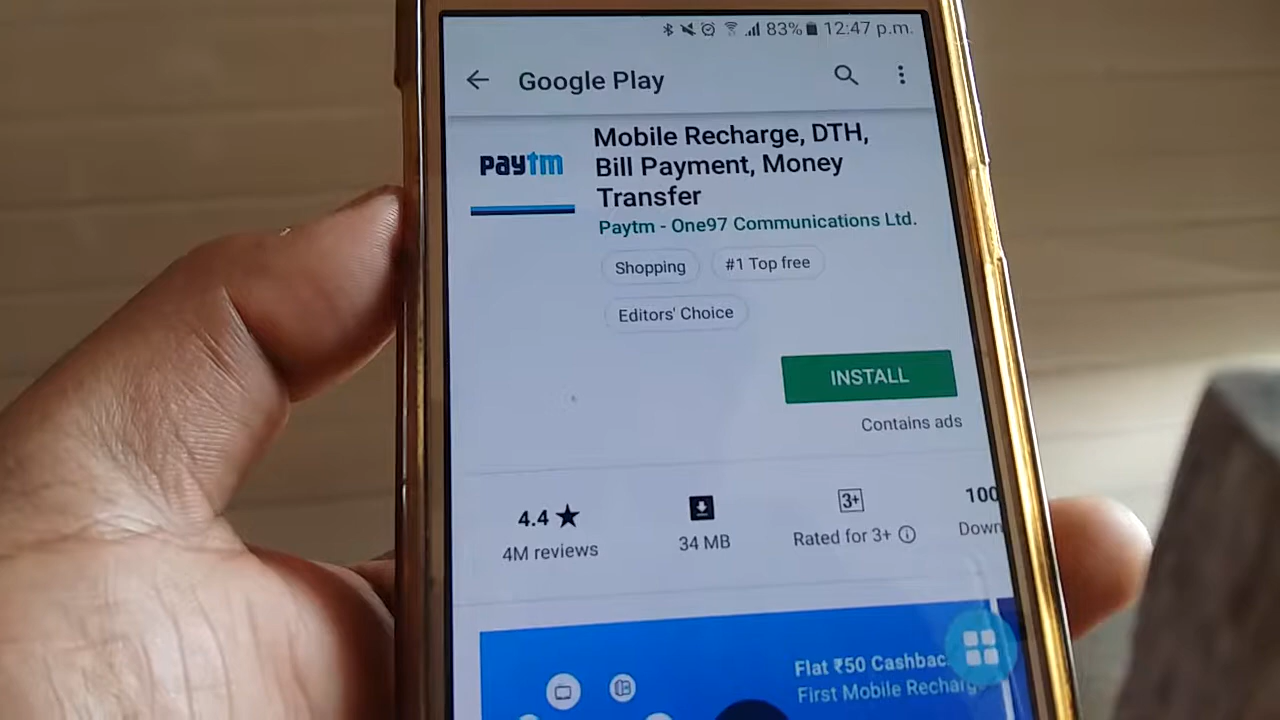 83% 12:47 p.m.
Google Play
paytm
Mobile Recharge, DTH,
Bill Payment, Money
Transfer
Paytm - One97 Communications Ltd.
Shopping
#1 Top free
Editors' Choice
INSTALL
Contains ads
4.4
4M reviews
34 MB
3+
Rated for 3+
100
Down
Flat ₹50 Cashbac
First Mobile Recharg